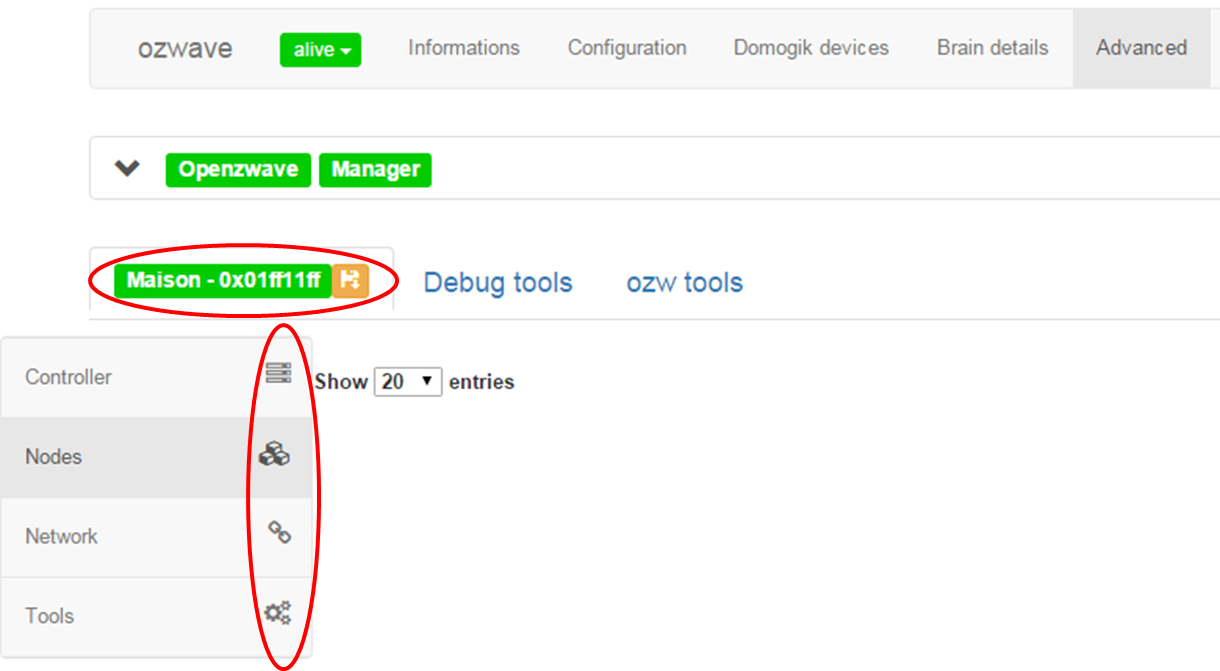 ozwave alive Informations Configuration Domogik devices Brain details Advanced
Openzwave Manager
Maison - 0x01ff11ff Debug tools ozw tools
Controller
Show 20 entries
Nodes
Network
Tools